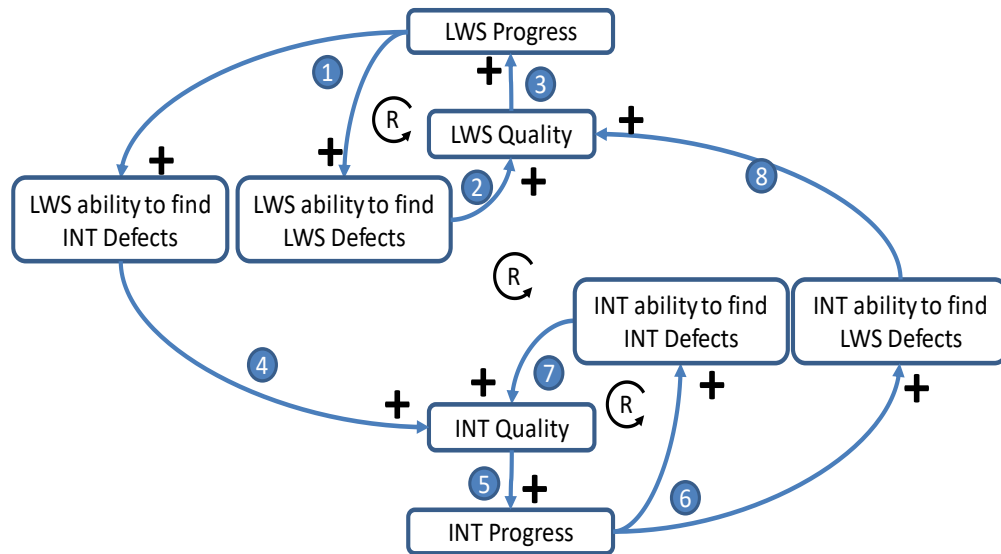 LWS Progress
1
+
3
R
LWS Quality
+
+
+
2
+
8
LWS ability to find
INT Defects
LWS ability to find
LWS Defects
R
INT ability to find
INT Defects
INT ability to find
LWS Defects
4
7
+
+
R
+
+
INT Quality
5
+
6
INT Progress